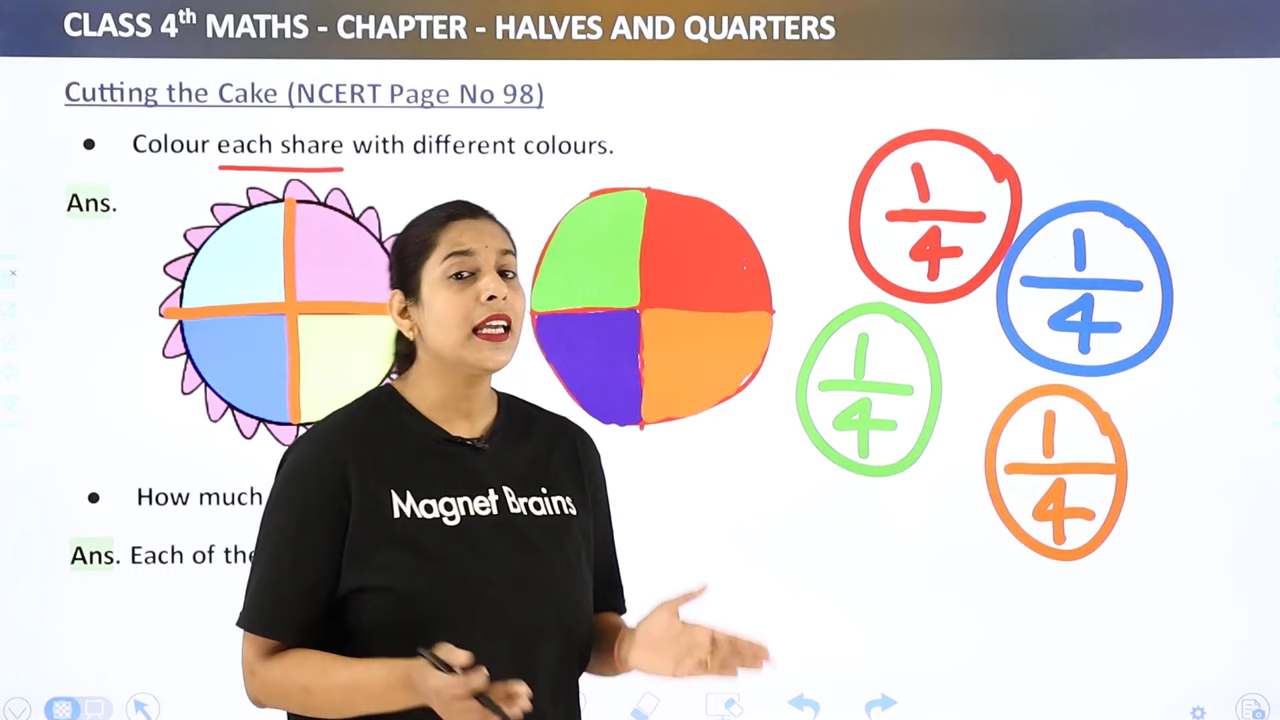 CLASS 4th MATHS - CHAPTER - HALVES AND QUARTERS
Cutting the Cake (NCERT Page No 98)
● Colour each share with different colours.
Ans.
1/4
1/4
1/4
1/4
● How much
Ans. Each of the
Magnet Brains